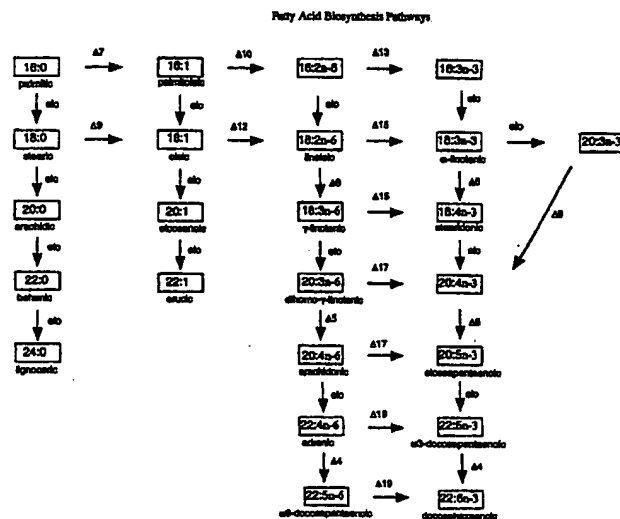 Fatty Acid Biosynthesis Pathways
Δ7 Δ10 Δ13
16:0 16:1 16:2n-6 16:3n-3
palmitic palmitoleic
elo elo elo
Δ9 Δ12 Δ15 elo
18:0 18:1 18:2n-6 18:3n-3 20:3n-3
stearic oleic linoleic α-linolenic
elo elo Δ6 Δ6
Δ15
20:0 20:1 18:3n-6 18:4n-3
arachidic eicosenoic γ-linolenic stearidonic
elo elo elo elo
Δ17
22:0 22:1 20:3n-6 20:4n-3
behenic erucic dihomo-γ-linolenic
elo Δ5
Δ17
24:0 20:4n-6 20:5n-3
lignoceric arachidonic eicosapentaenoic
elo elo
Δ19
22:4n-6 22:5n-3
adrenic ω3-docosapentaenoic
Δ4 Δ4
Δ19
22:5n-6 22:6n-3
ω6-docosapentaenoic docosahexaenoic